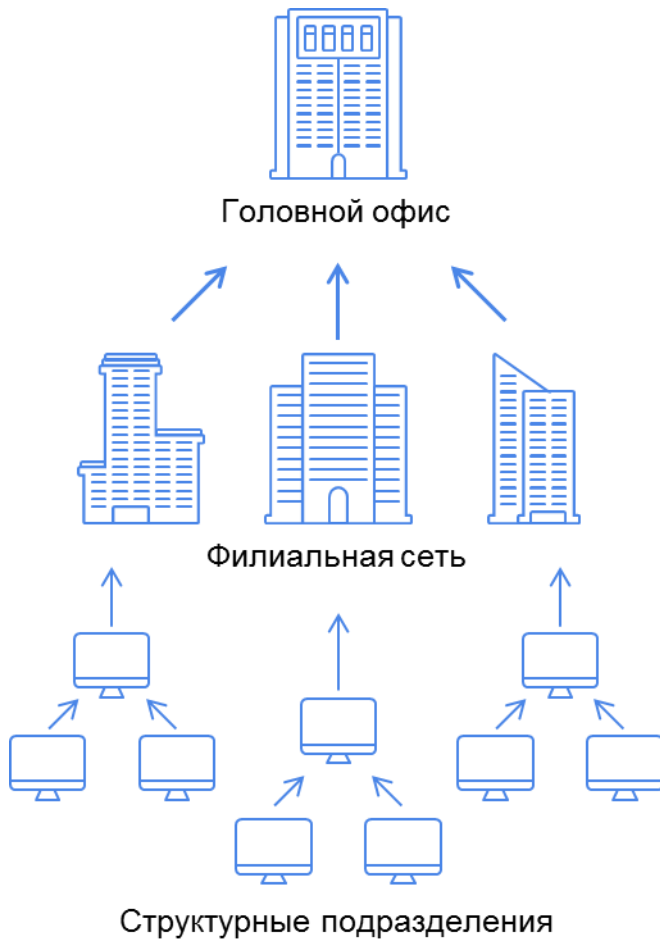 Головной офис
Филиальная сеть
Структурные подразделения